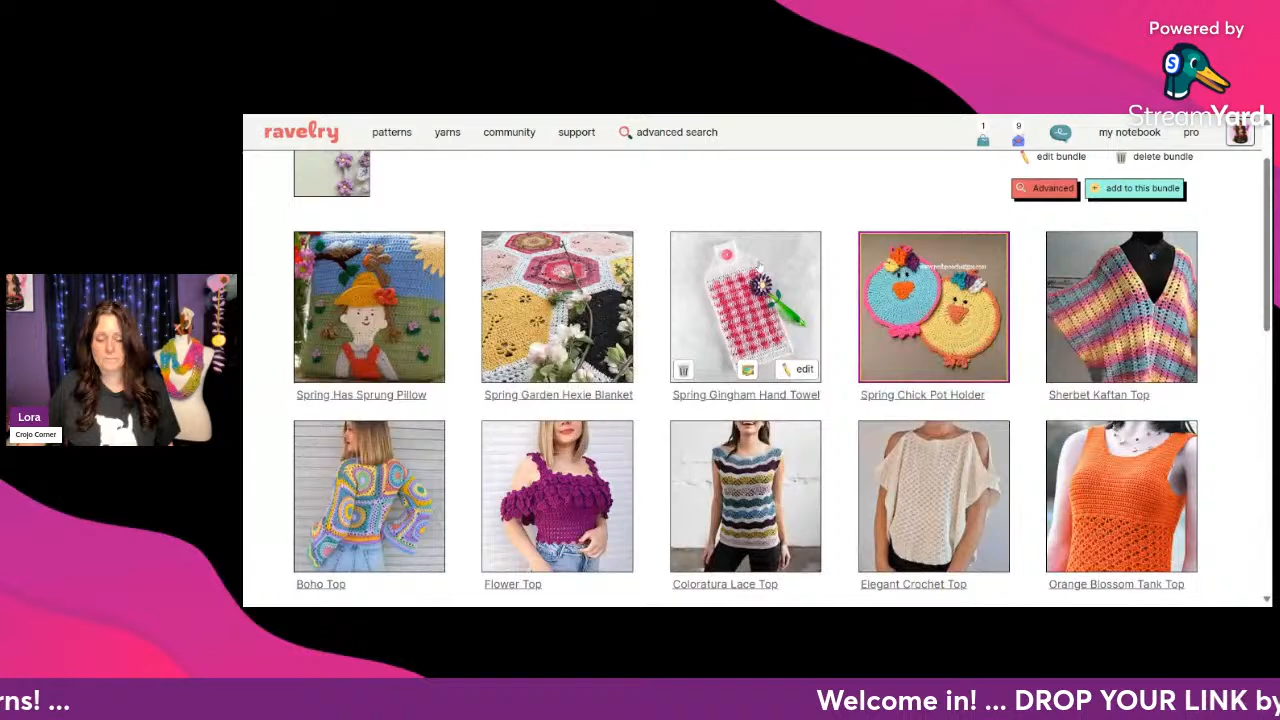 Powered by
StreamYard
ravelry
patterns
yarns
community
support
advanced search
1
9
my notebook
pro
edit bundle
delete bundle
Advanced
add to this bundle
edit
Spring Has Sprung Pillow
Spring Garden Hexie Blanket
Spring Gingham Hand Towel
Spring Chick Pot Holder
Sherbet Kaftan Top
Boho Top
Flower Top
Coloratura Lace Top
Elegant Crochet Top
Orange Blossom Tank Top
Lora
Crojo Corner
rns! ...
Welcome in! ... DROP YOUR LINK by